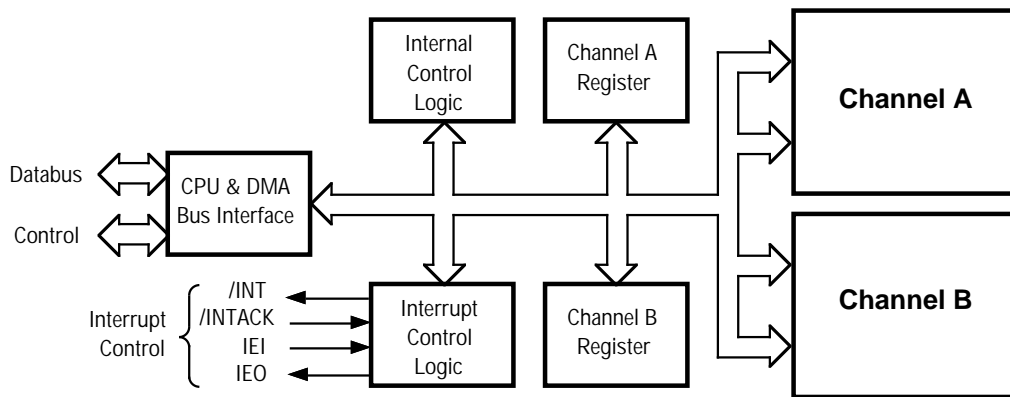 Internal
Control
Logic
Channel A
Register
Channel A
Databus
Control
CPU & DMA
Bus Interface
Interrupt
Control
/INT
/INTACK
IEI
IEO
Interrupt
Control
Logic
Channel B
Register
Channel B